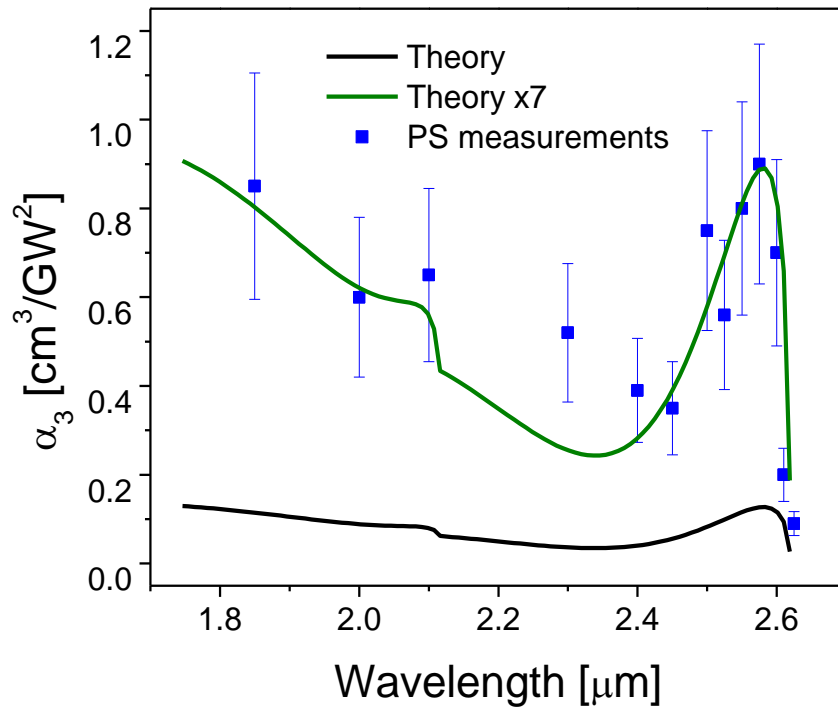 1.2
1.0
0.8
0.6
0.4
0.2
0.0
α₃ [cm³/GW²]
Theory
Theory x7
PS measurements
1.8 2.0 2.2 2.4 2.6
Wavelength [μm]